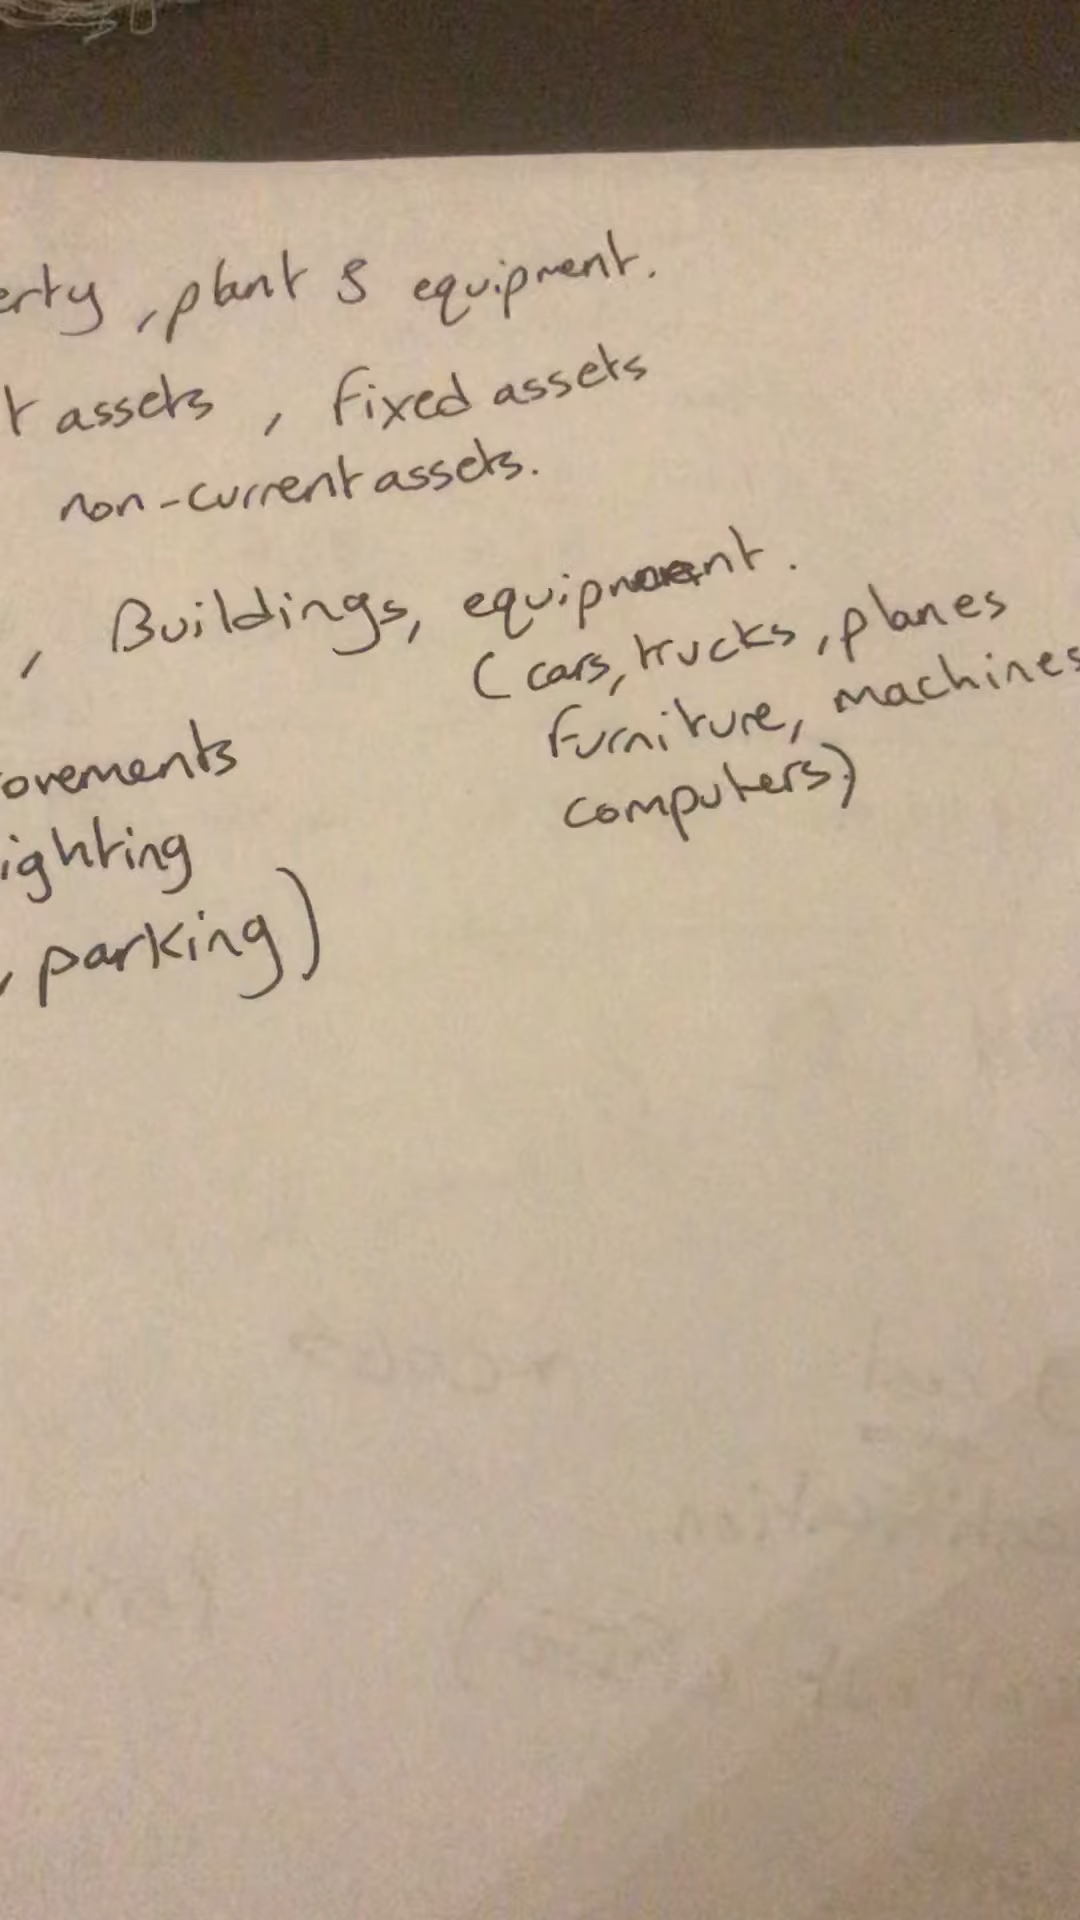 erty, plant & equipment.
t assets, fixed assets
non-current assets.
, Buildings, equipment.
(cars, trucks, planes
furniture, machines
computers)
ovements
ighting
, parking)